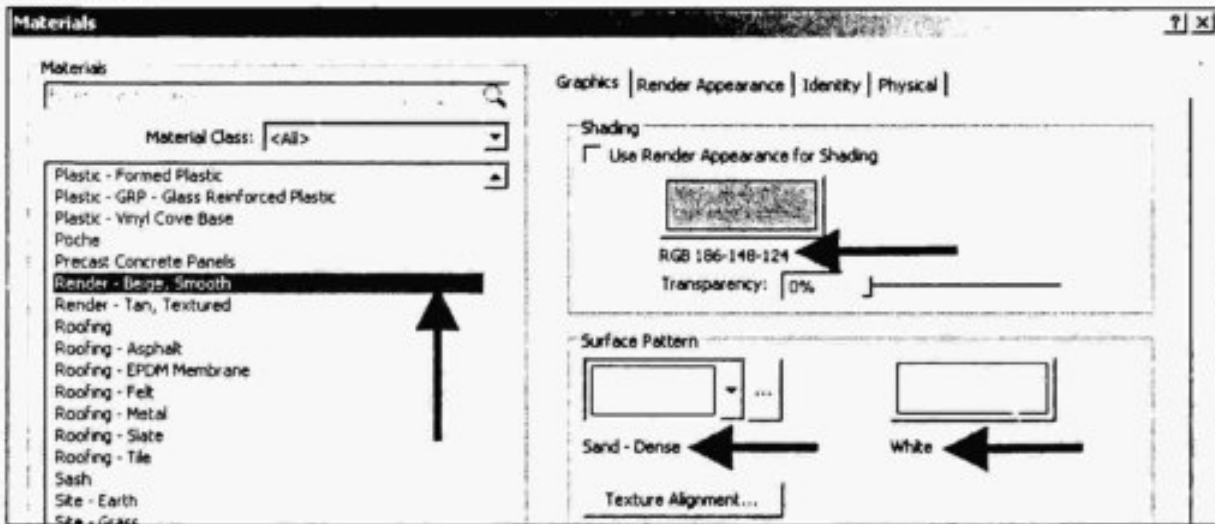 Materials
? X
Materials
Material Class: <All>
Plastic - Formed Plastic
Plastic - GRP - Glass Reinforced Plastic
Plastic - Vinyl Cove Base
Poche
Precast Concrete Panels
Render - Beige, Smooth
Render - Tan, Textured
Roofing
Roofing - Asphalt
Roofing - EPDM Membrane
Roofing - Felt
Roofing - Metal
Roofing - Slate
Roofing - Tile
Sash
Site - Earth
Site - Grass
Graphics Render Appearance Identity Physical
Shading
Use Render Appearance for Shading
RGB 186-148-124
Transparency: 0%
Surface Pattern
...
Sand - Dense
White
Texture Alignment...